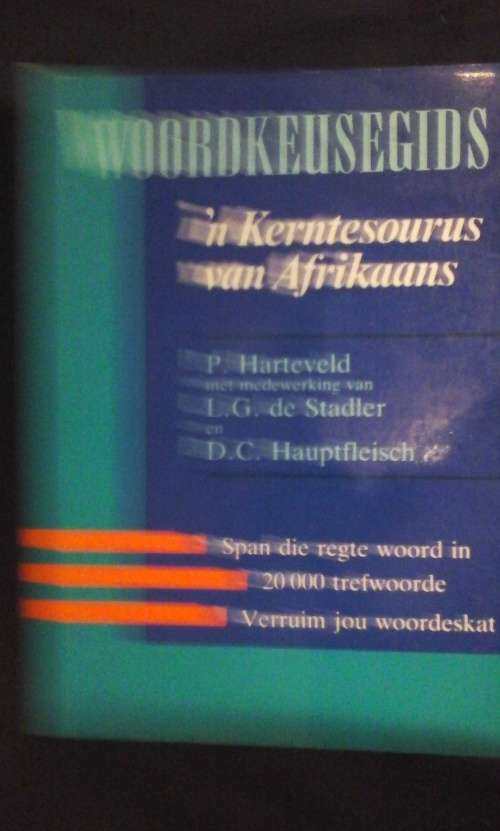 WOORDKEUSEGIDS
'n Kerntesourus
van Afrikaans
P. Harteveld
met medewerking van
L.G. de Stadler
en
D.C. Hauptfleisch
Span die regte woord in
20 000 trefwoorde
Verruim jou woordeskat